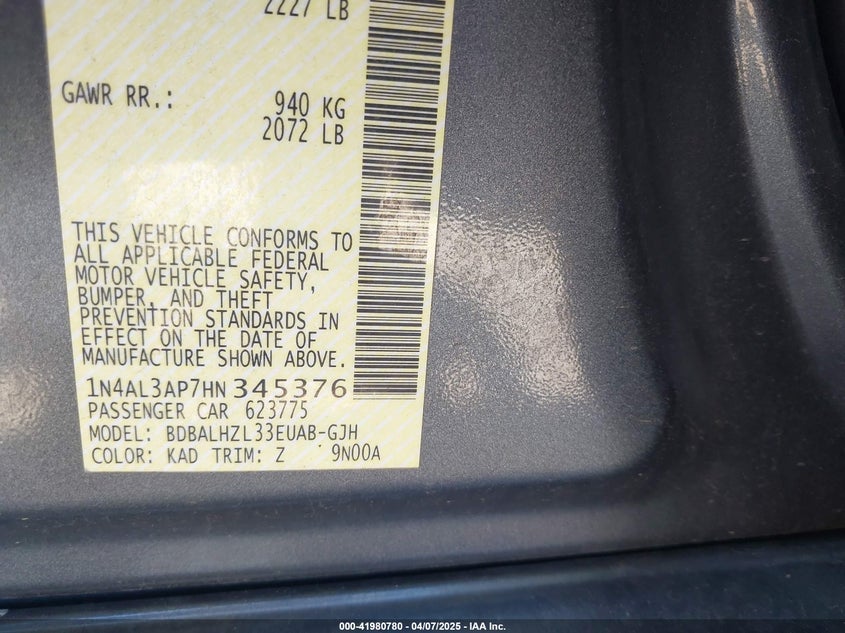 2227 LB
GAWR RR.: 940 KG
2072 LB
THIS VEHICLE CONFORMS TO
ALL APPLICABLE FEDERAL
MOTOR VEHICLE SAFETY,
BUMPER, AND THEFT
PREVENTION STANDARDS IN
EFFECT ON THE DATE OF
MANUFACTURE SHOWN ABOVE.
1N4AL3AP7HN 345376
PASSENGER CAR 623775
MODEL: BDBALHZL33EUAB-GJH
COLOR: KAD TRIM: Z 9N00A
000-41980780 - 04/07/2025 - IAA Inc.